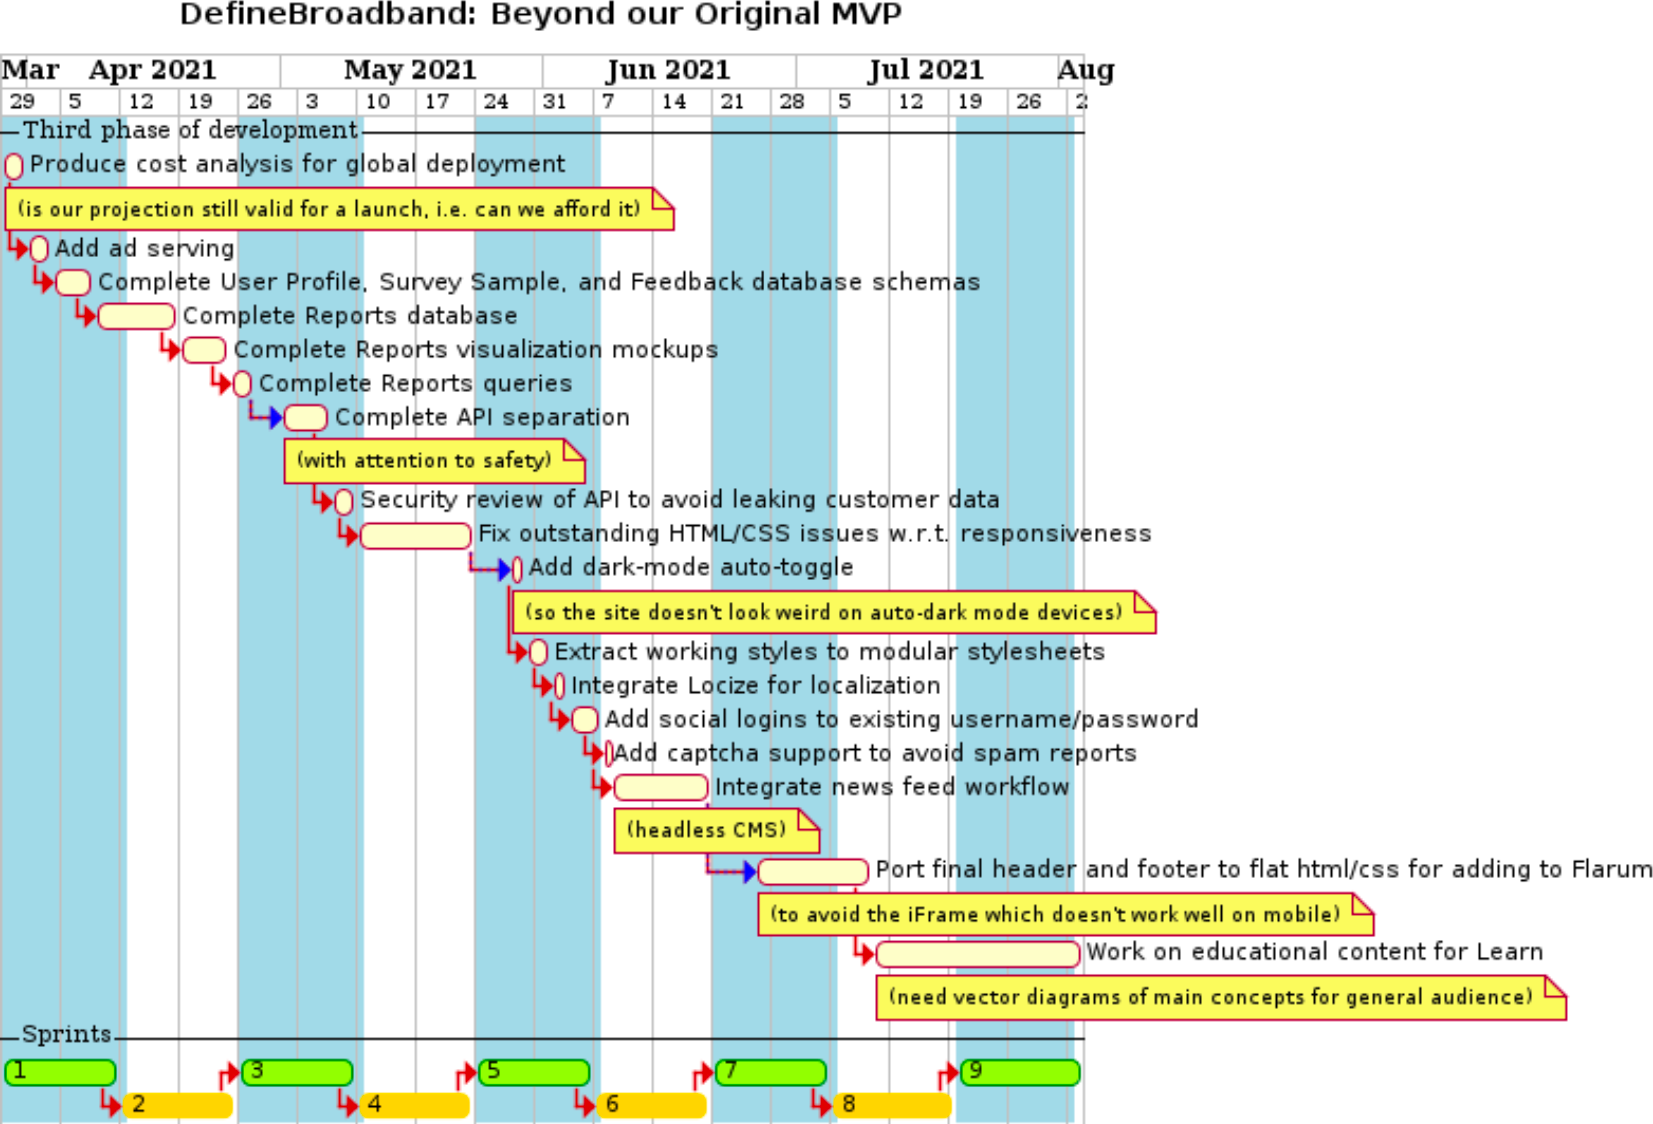 DefineBroadband: Beyond our Original MVP
Mar Apr 2021 May 2021 Jun 2021 Jul 2021 Aug
29 5 12 19 26 3 10 17 24 31 7 14 21 28 5 12 19 26 2
Third phase of development
Produce cost analysis for global deployment
(is our projection still valid for a launch, i.e. can we afford it)
Add ad serving
Complete User Profile, Survey Sample, and Feedback database schemas
Complete Reports database
Complete Reports visualization mockups
Complete Reports queries
Complete API separation
(with attention to safety)
Security review of API to avoid leaking customer data
Fix outstanding HTML/CSS issues w.r.t. responsiveness
Add dark-mode auto-toggle
(so the site doesn't look weird on auto-dark mode devices)
Extract working styles to modular stylesheets
Integrate Locize for localization
Add social logins to existing username/password
Add captcha support to avoid spam reports
Integrate news feed workflow
(headless CMS)
Port final header and footer to flat html/css for adding to Flarum
(to avoid the iFrame which doesn't work well on mobile)
Work on educational content for Learn
(need vector diagrams of main concepts for general audience)
Sprints
1 3 5 7 9
2 4 6 8